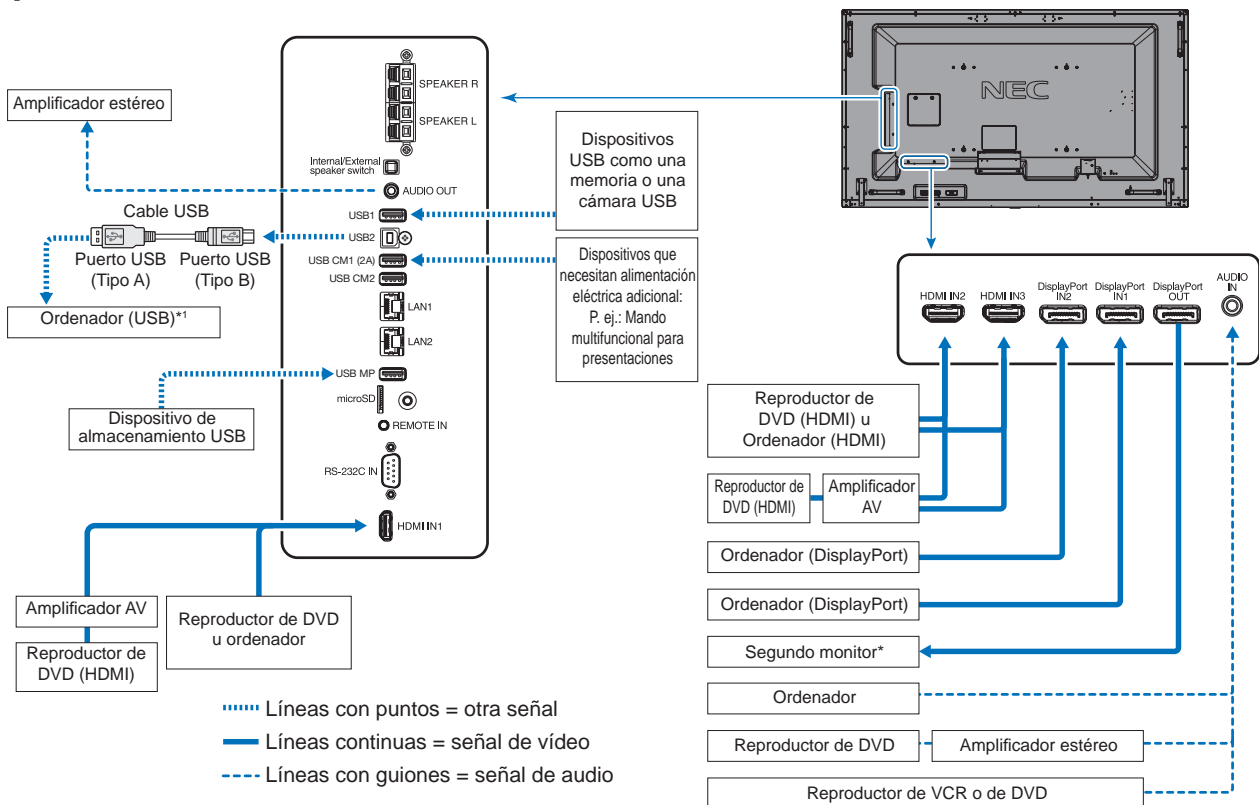 Amplificador estéreo
Cable USB
Puerto USB
(Tipo A)
Puerto USB
(Tipo B)
Ordenador (USB)*1
Dispositivo de
almacenamiento USB
Amplificador AV
Reproductor de
DVD (HDMI)
Reproductor de DVD
u ordenador
SPEAKER R
SPEAKER L
Internal/External
speaker switch
AUDIO OUT
USB1
USB2
USB CM1 (2A)
USB CM2
LAN1
LAN2
USB MP
microSD
REMOTE IN
RS-232C IN
HDMI IN1
Dispositivos
USB como una
memoria o una
cámara USB
Dispositivos que
necesitan alimentación
eléctrica adicional:
P. ej.: Mando
multifuncional para
presentaciones
NEC
HDMI IN2
HDMI IN3
DisplayPort
IN2
DisplayPort
IN1
DisplayPort
OUT
AUDIO
IN
Reproductor de
DVD (HDMI) u
Ordenador (HDMI)
Reproductor de
DVD (HDMI)
Amplificador
AV
Ordenador (DisplayPort)
Ordenador (DisplayPort)
Segundo monitor*
Ordenador
Reproductor de DVD
Amplificador estéreo
Reproductor de VCR o de DVD
Líneas con puntos = otra señal
Líneas continuas = señal de vídeo
Líneas con guiones = señal de audio